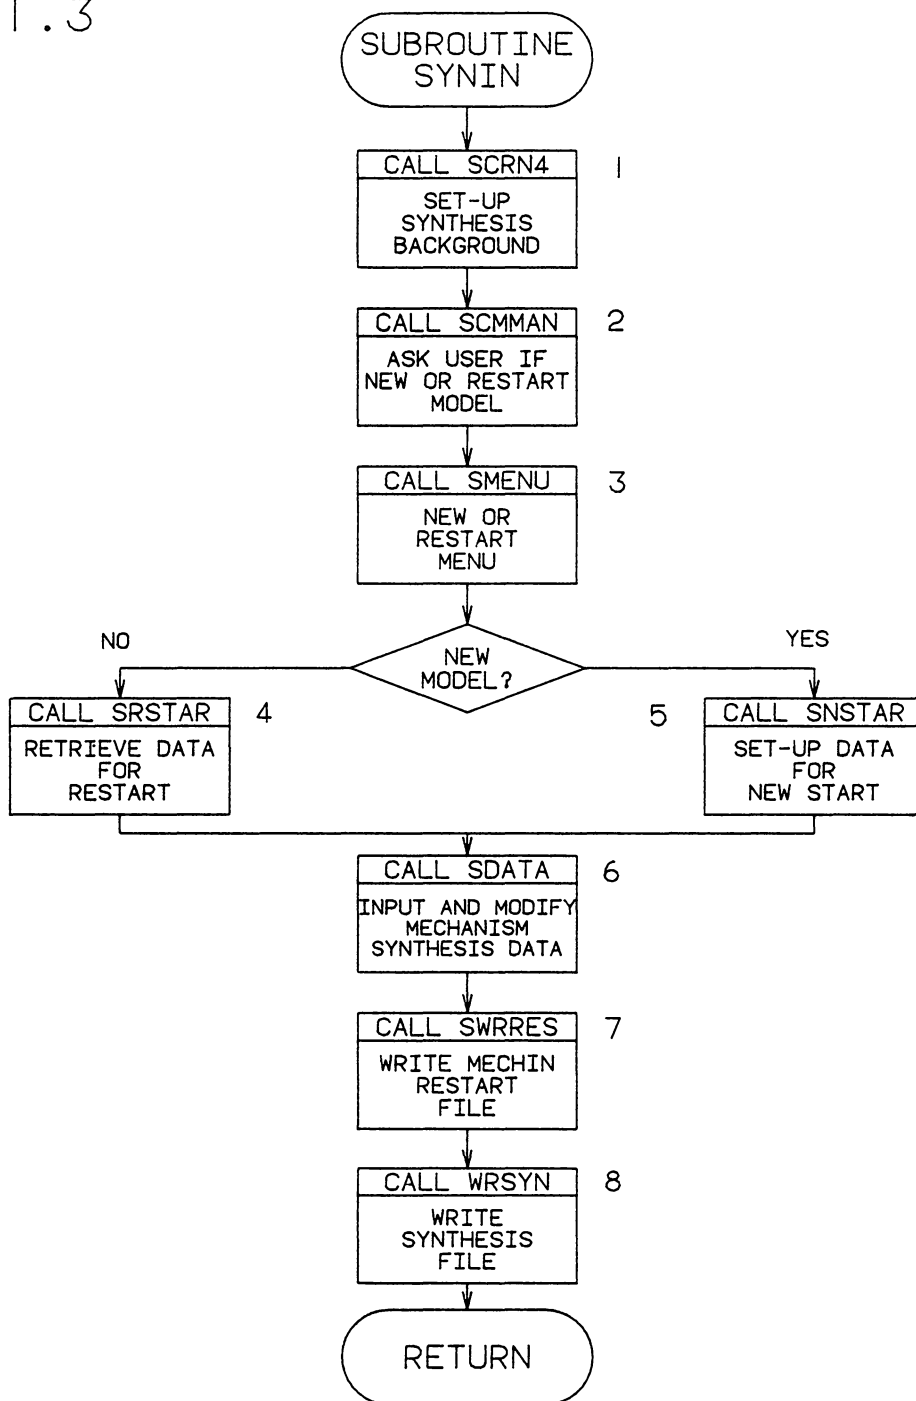 1.3
SUBROUTINE
SYNIN
CALL SCRN4
1
SET-UP
SYNTHESIS
BACKGROUND
CALL SCMMAN
2
ASK USER IF
NEW OR RESTART
MODEL
CALL SMENU
3
NEW OR
RESTART
MENU
NO
YES
NEW
MODEL?
CALL SRSTAR
4
RETRIEVE DATA
FOR
RESTART
5
CALL SNSTAR
SET-UP DATA
FOR
NEW START
CALL SDATA
6
INPUT AND MODIFY
MECHANISM
SYNTHESIS DATA
CALL SWRRES
7
WRITE MECHIN
RESTART
FILE
CALL WRSYN
8
WRITE
SYNTHESIS
FILE
RETURN